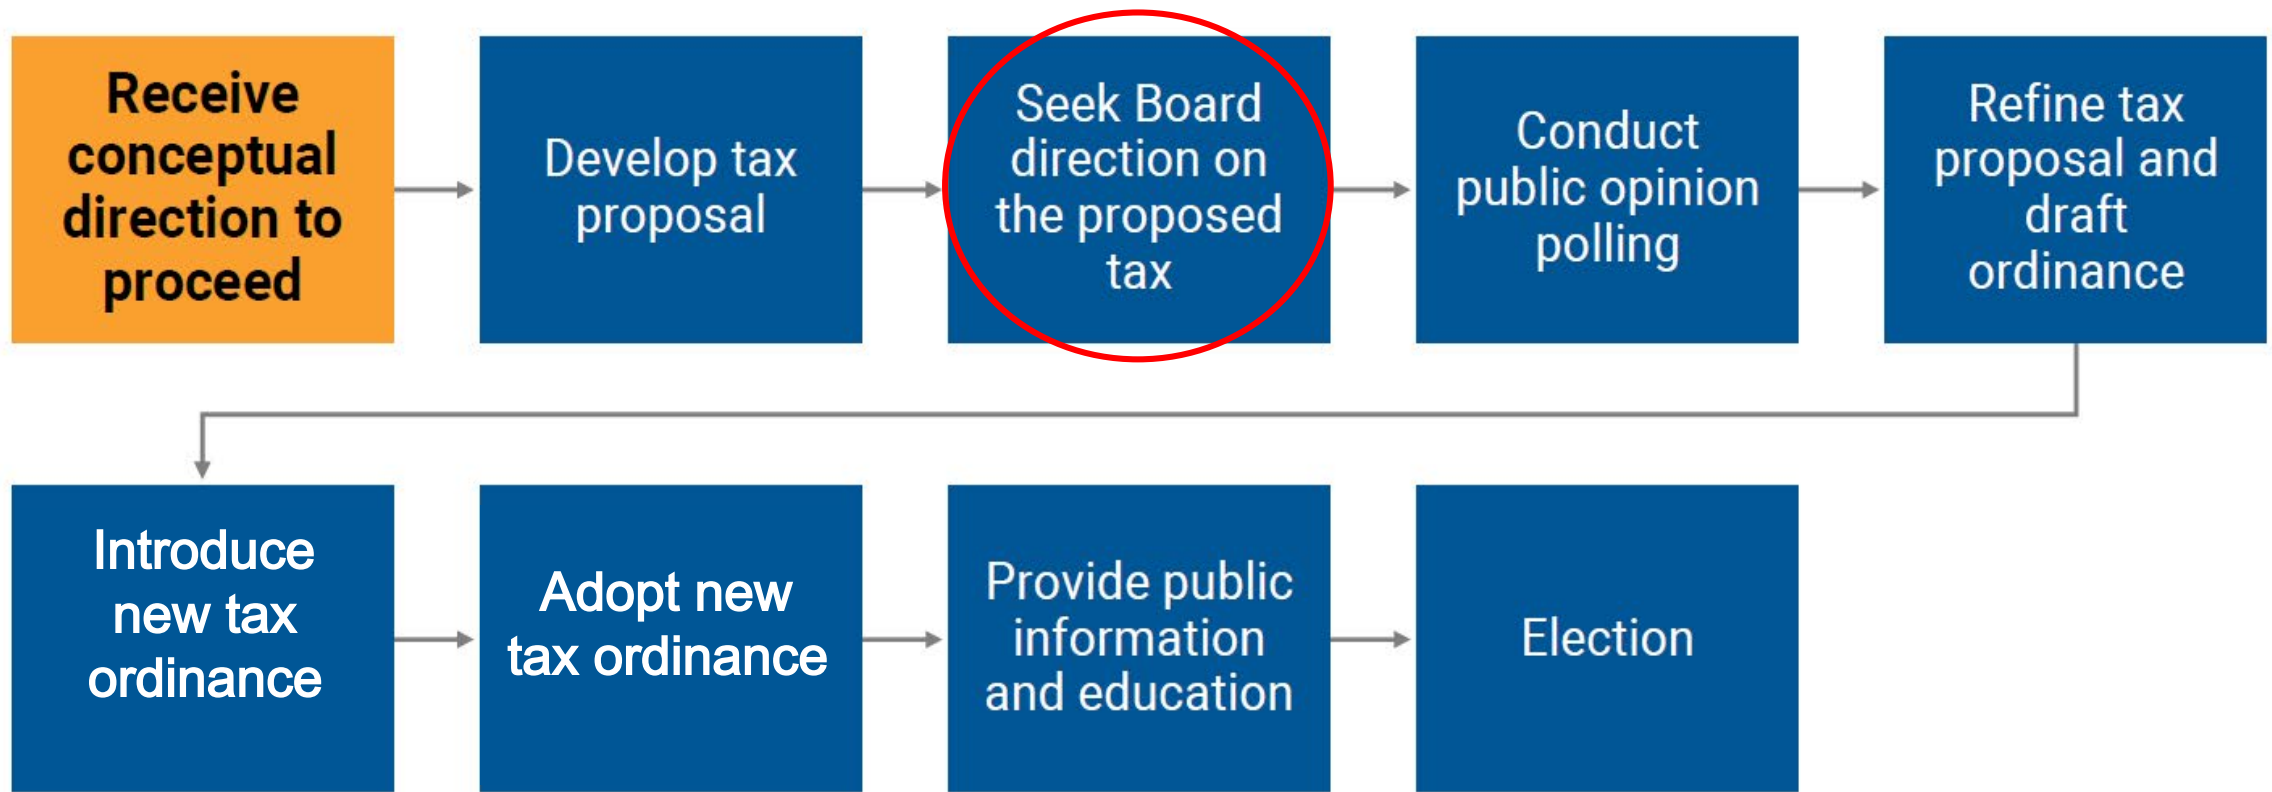 Receive
conceptual
direction to
proceed
Develop tax
proposal
Seek Board
direction on
the proposed
tax
Conduct
public opinion
polling
Refine tax
proposal and
draft
ordinance
Introduce
new tax
ordinance
Adopt new
tax ordinance
Provide public
information
and education
Election